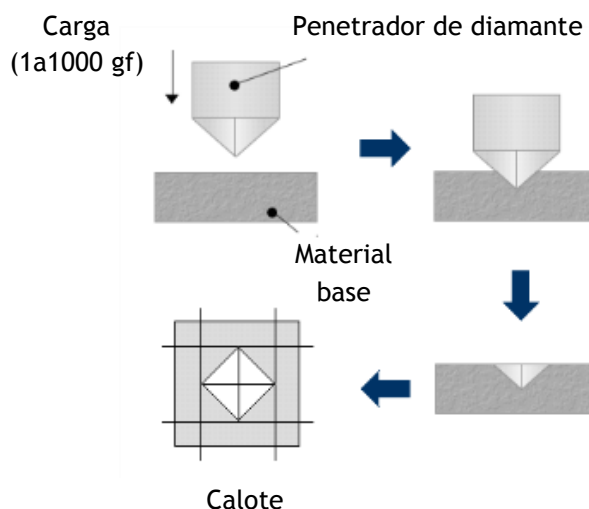 Carga
(1a1000 gf)
Penetrador de diamante
Material
base
Calote